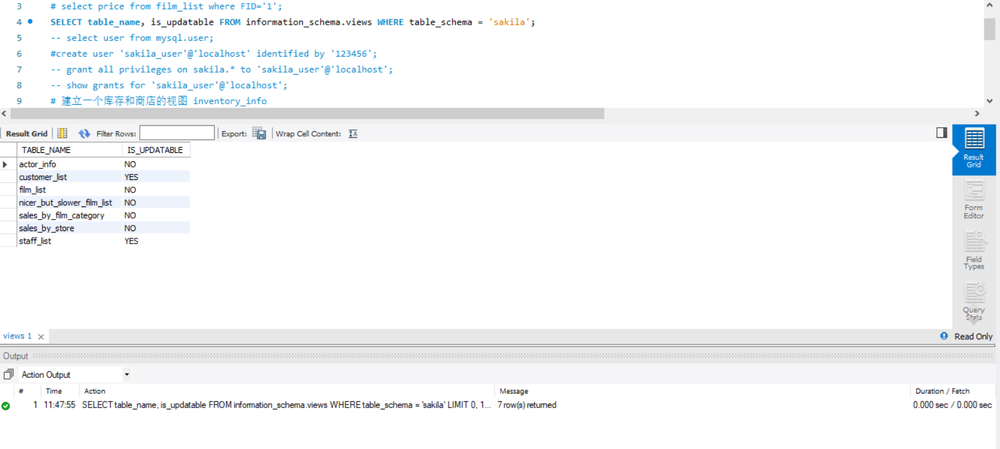 3 # select price from film_list where FID='1';
4 SELECT table_name, is_updatable FROM information_schema.views WHERE table_schema = 'sakila';
5 -- select user from mysql.user;
6 #create user 'sakila_user'@'localhost' identified by '123456';
7 -- grant all privileges on sakila.* to 'sakila_user'@'localhost';
8 -- show grants for 'sakila_user'@'localhost';
9 # 建立一个库存和商店的视图 inventory_info
Result Grid Filter Rows: Export: Wrap Cell Content: IA
TABLE_NAME IS_UPDATABLE
actor_info NO
customer_list YES
film_list NO
nicer_but_slower_film_list NO
sales_by_film_category NO
sales_by_store NO
staff_list YES
Result
Grid
Form
Editor
Field
Types
Query
Stats
views 1 Read Only
Output
Action Output
# Time Action Message Duration / Fetch
1 11:47:55 SELECT table_name, is_updatable FROM information_schema.views WHERE table_schema = 'sakila' LIMIT 0, 1... 7 row(s) returned 0.000 sec / 0.000 sec